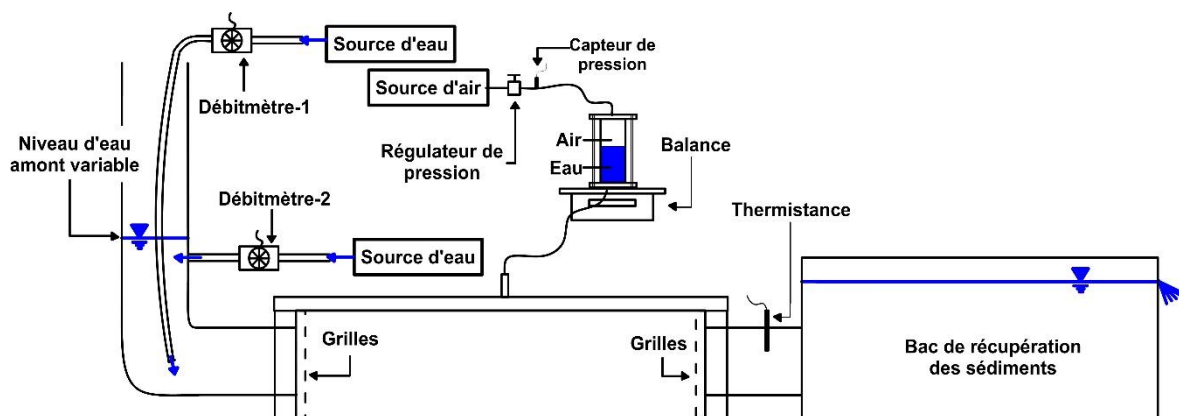 Source d'eau
Capteur de
pression
Source d'air
Débitmètre-1
Niveau d'eau
amont variable
Régulateur de
pression
Air
Eau
Balance
Débitmètre-2
Thermistance
Source d'eau
Grilles
Grilles
Bac de récupération
des sédiments